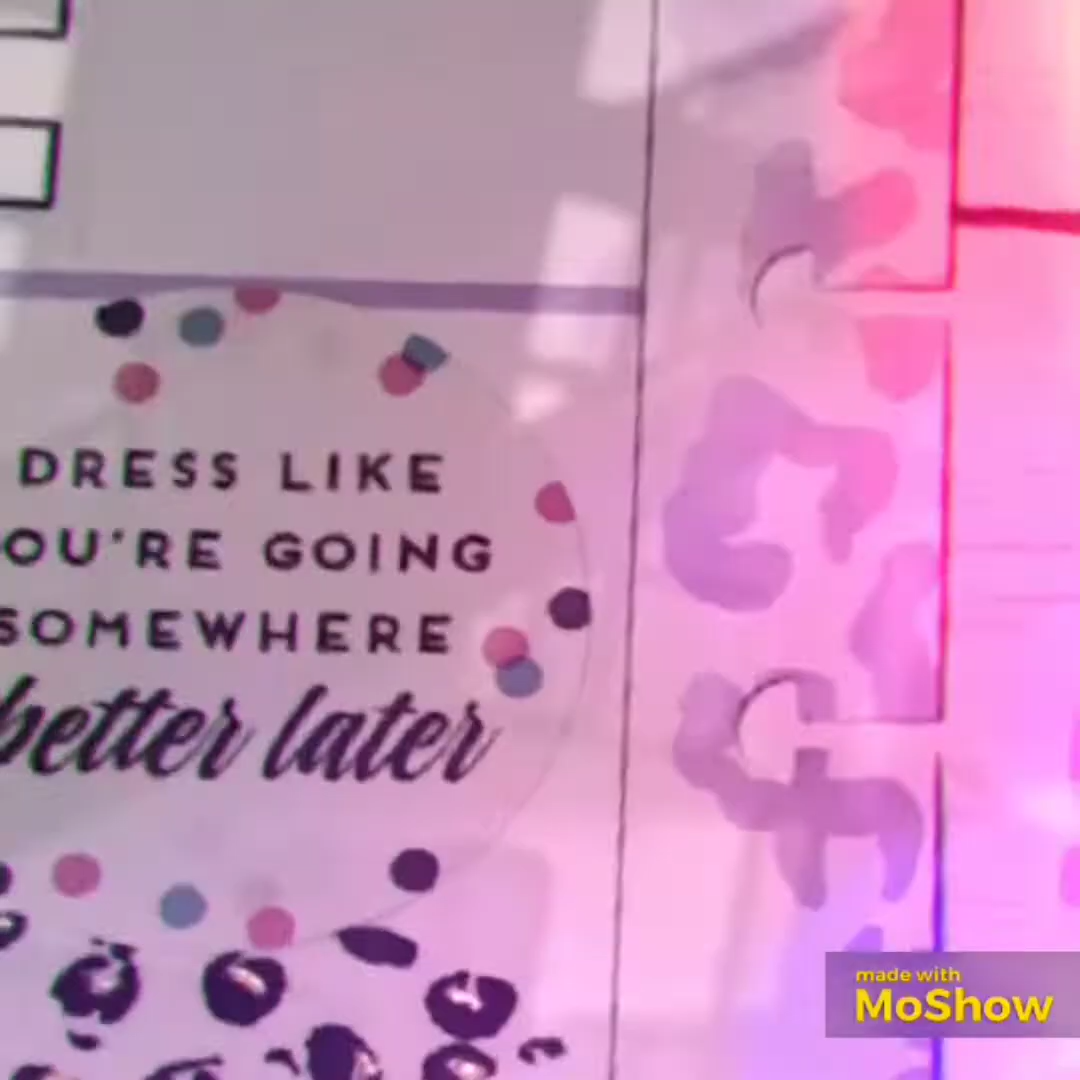 DRESS LIKE
OU'RE GOING
SOMEWHERE
better later
made with
MoShow